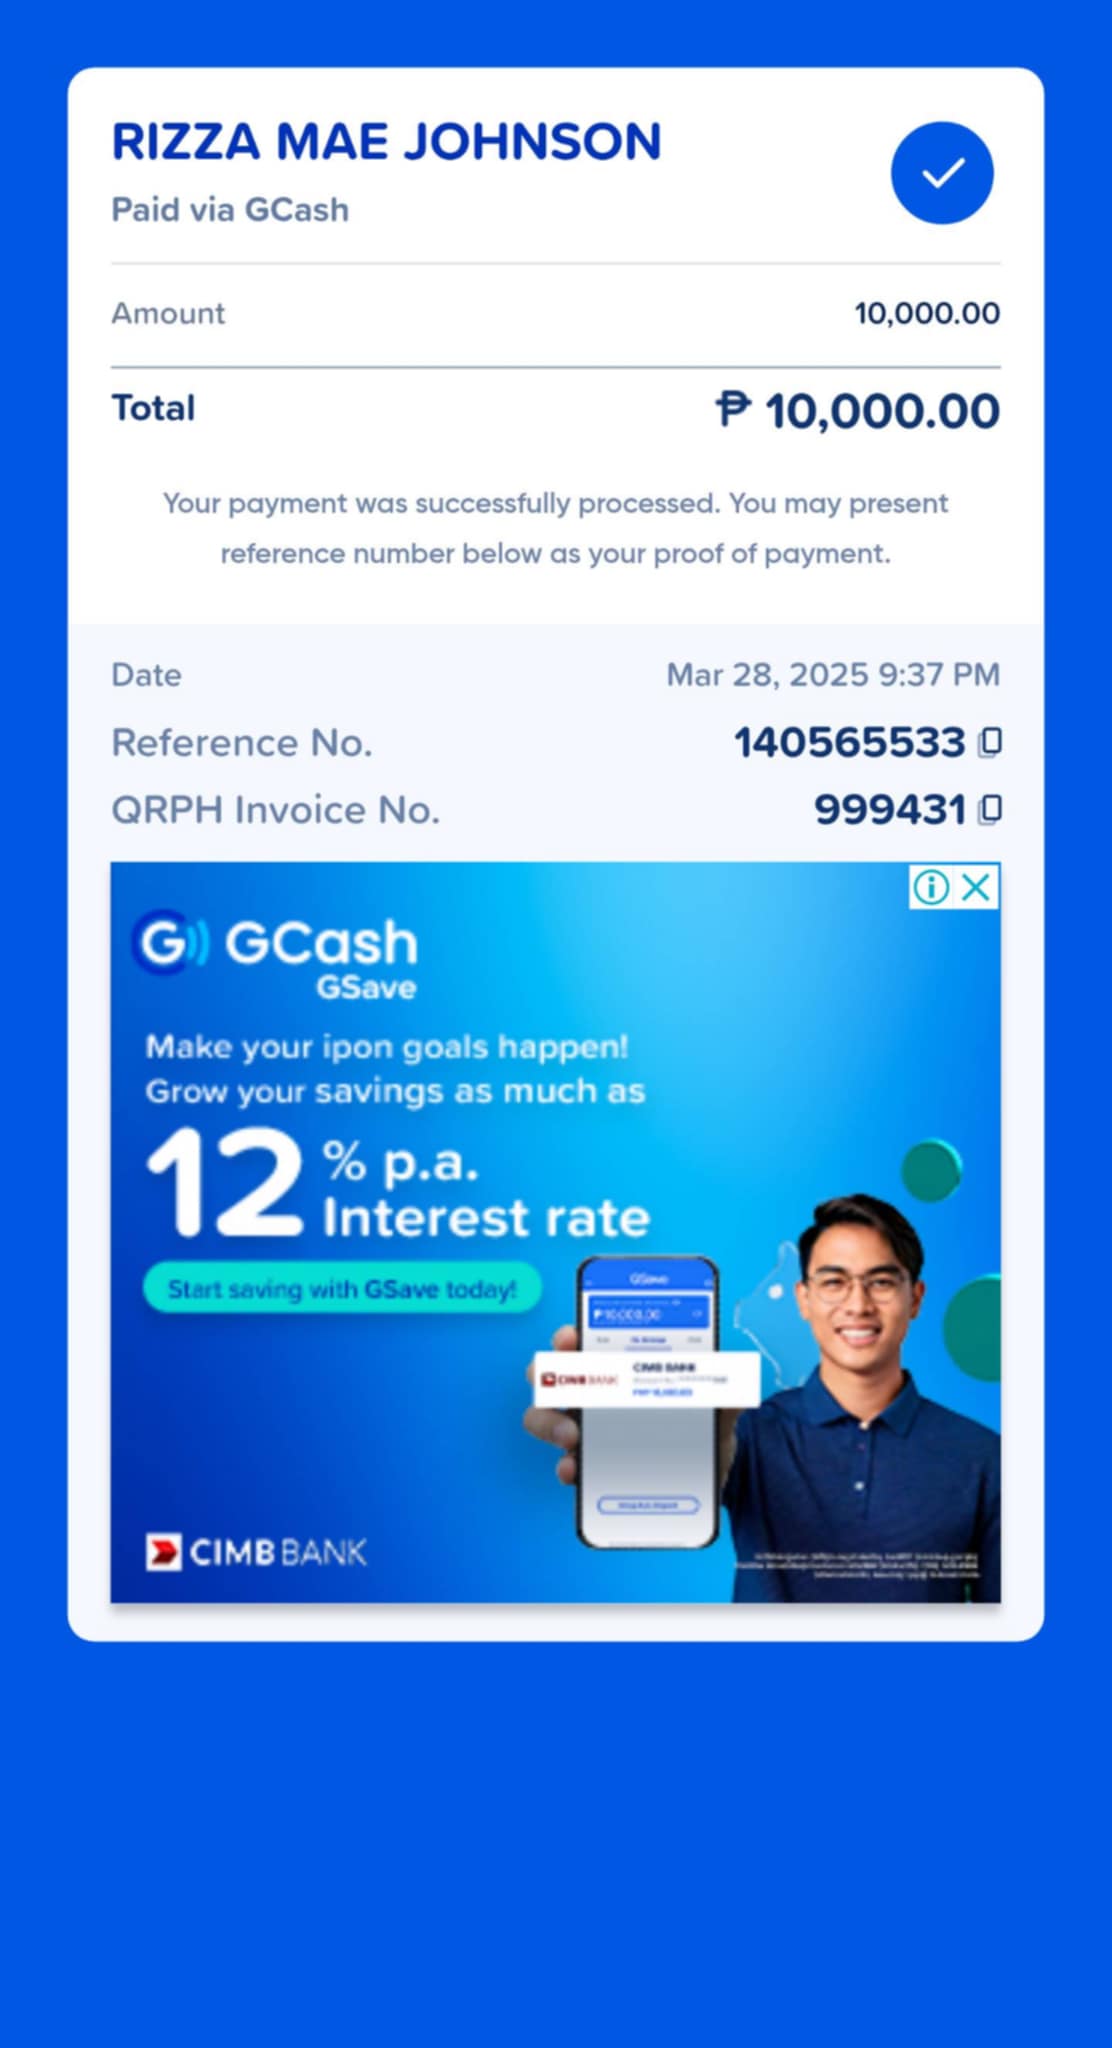 RIZZA MAE JOHNSON
Paid via GCash
Amount 10,000.00
Total ₱ 10,000.00
Your payment was successfully processed. You may present
reference number below as your proof of payment.
Date Mar 28, 2025 9:37 PM
Reference No. 140565533
QRPH Invoice No. 999431
G GCash
GSave
Make your ipon goals happen!
Grow your savings as much as
12 % p.a.
Interest rate
Start saving with GSave today!
GSave
₱10,000.00
CIMB BANK
CIMB BANK
CIMB BANK